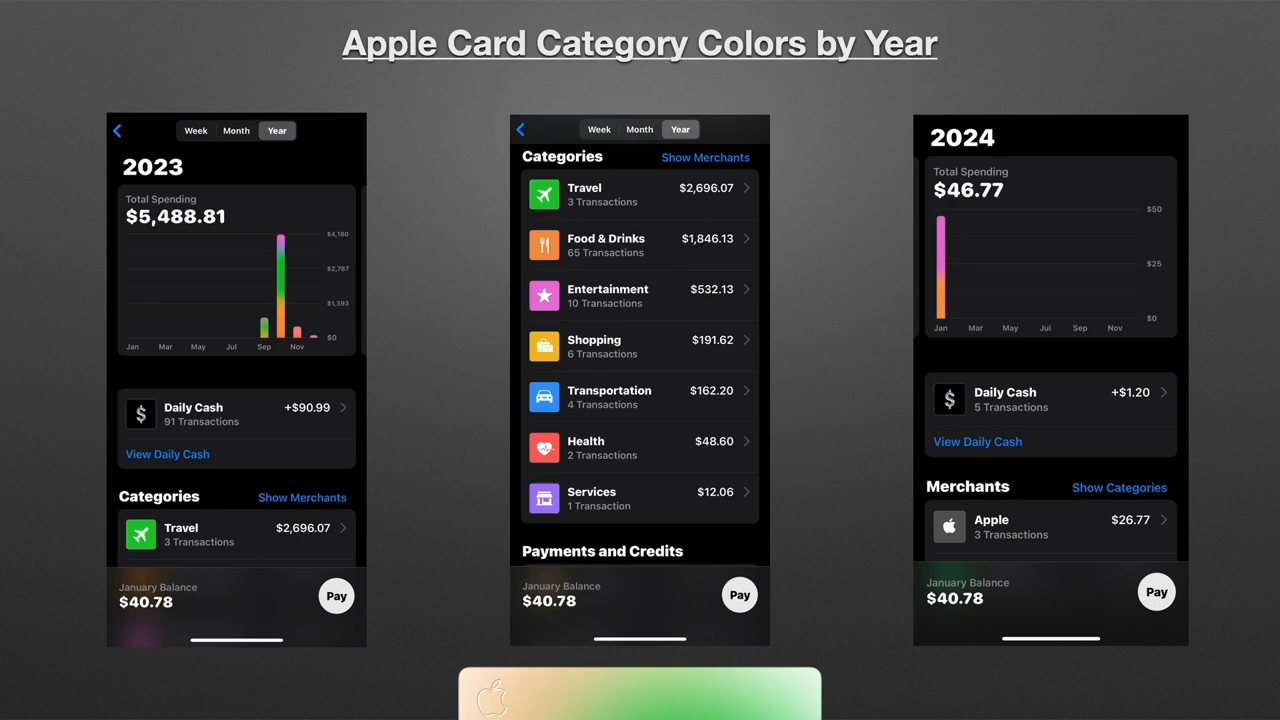 Apple Card Category Colors by Year
Week Month Year
2023
Total Spending
$5,488.81
$4,180
$2,787
$1,393
$0
Jan Mar May Jul Sep Nov
$
Daily Cash
+$90.99
91 Transactions
View Daily Cash
Categories
Show Merchants
Travel
$2,696.07
3 Transactions
January Balance
$40.78
Pay
Week Month Year
Categories
Show Merchants
Travel
$2,696.07
3 Transactions
Food & Drinks
$1,846.13
65 Transactions
Entertainment
$532.13
10 Transactions
Shopping
$191.62
6 Transactions
Transportation
$162.20
4 Transactions
Health
$48.60
2 Transactions
Services
$12.06
1 Transaction
Payments and Credits
January Balance
$40.78
Pay
2024
Total Spending
$46.77
$50
$25
$0
Jan Mar May Jul Sep Nov
$
Daily Cash
+$1.20
5 Transactions
View Daily Cash
Merchants
Show Categories
Apple
$26.77
3 Transactions
January Balance
$40.78
Pay